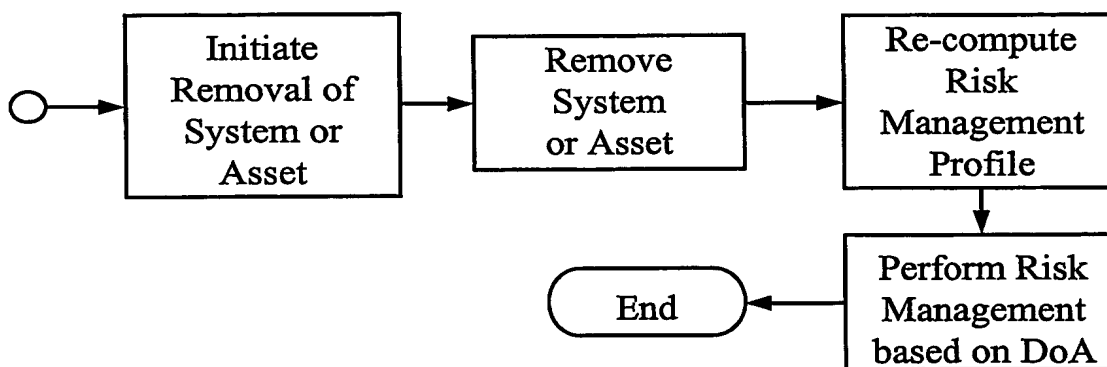 Initiate
Removal of
System or
Asset
Remove
System
or Asset
Re-compute
Risk
Management
Profile
Perform Risk
Management
based on DoA
End